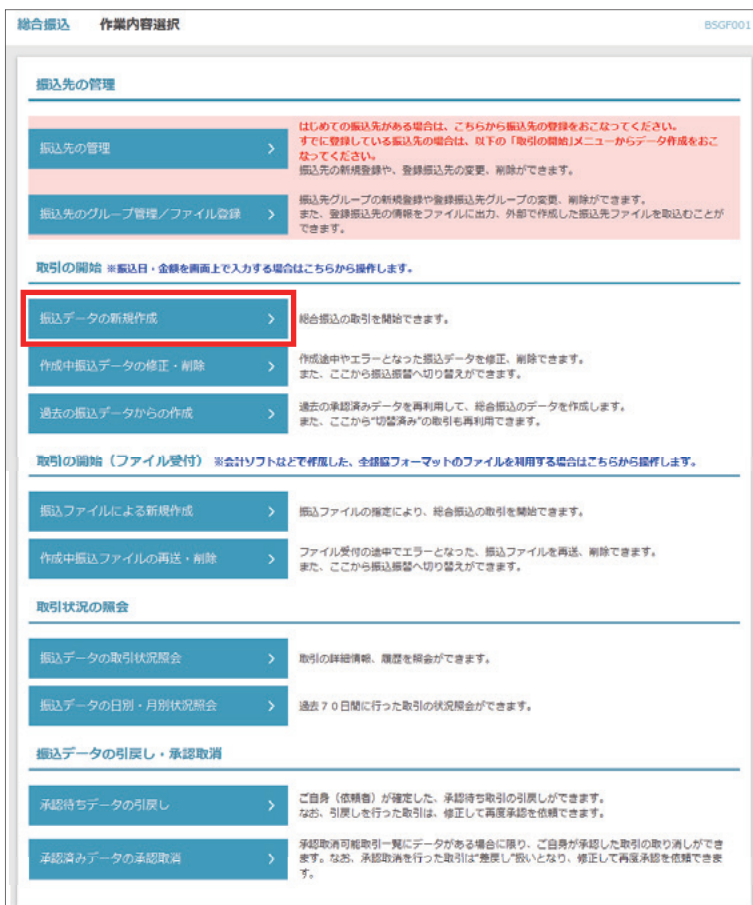 総合振込 作業内容選択 BSGF001
振込先の管理
振込先の管理
はじめての振込先がある場合は、こちらから振込先の登録をおこなってください。
すでに登録している振込先の場合は、以下の「取引の開始」メニューからデータ作成をおこ
なってください。
振込先の新規登録や、登録振込先の変更、削除ができます。
振込先のグループ管理／ファイル登録
振込先グループの新規登録や登録振込先グループの変更、削除ができます。
また、登録振込先の情報をファイルに出力、外部で作成した振込先ファイルを取込むことが
できます。
取引の開始 ※振込日・金額を画面上で入力する場合はこちらから操作します。
振込データの新規作成
総合振込の取引を開始できます。
作成中振込データの修正・削除
作成途中やエラーとなった振込データを修正、削除できます。
また、ここから振込振替へ切り替えができます。
過去の振込データからの作成
過去の承認済みデータを再利用して、総合振込のデータを作成します。
また、ここから“切替済み”の取引も再利用できます。
取引の開始（ファイル受付） ※会計ソフトなどで作成した、全銀協フォーマットのファイルを利用する場合はこちらから操作します。
振込ファイルによる新規作成
振込ファイルの指定により、総合振込の取引を開始できます。
作成中振込ファイルの再送・削除
ファイル受付の途中でエラーとなった、振込ファイルを再送、削除できます。
また、ここから振込振替へ切り替えができます。
取引状況の照会
振込データの取引状況照会
取引の詳細情報、履歴を照会ができます。
振込データの日別・月別状況照会
過去７０日間に行った取引の状況照会ができます。
振込データの引戻し・承認取消
承認待ちデータの引戻し
ご自身（依頼者）が確定した、承認待ち取引の引戻しができます。
なお、引戻しを行った取引は、修正して再度承認を依頼できます。
承認済みデータの承認取消
承認取消可能取引一覧にデータがある場合に限り、ご自身が承認した取引の取り消しができ
ます。なお、承認取消を行った取引は“差戻し”扱いとなり、修正して再度承認を依頼できま
す。